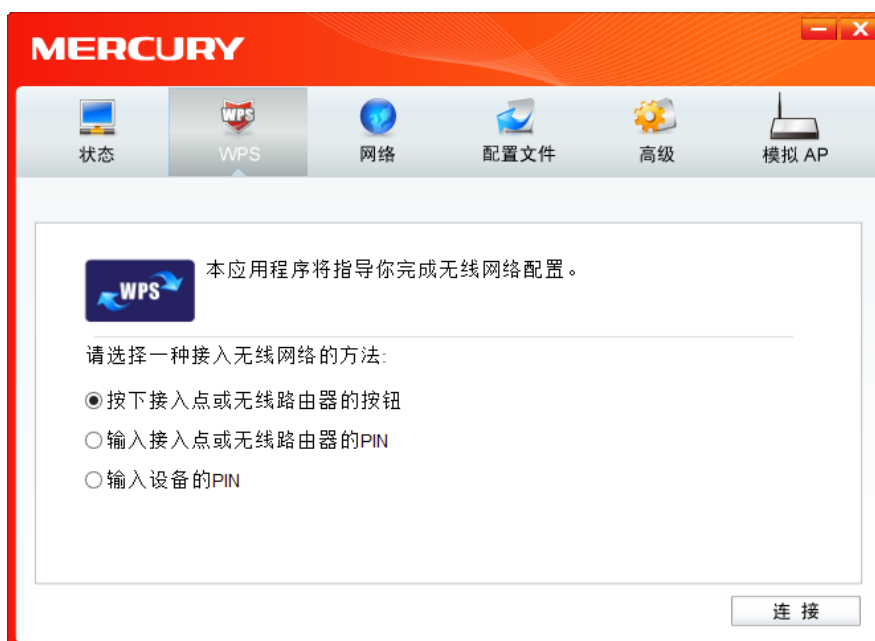 MERCURY
状态
WPS
WPS
网络
配置文件
高级
模拟 AP
WPS
本应用程序将指导你完成无线网络配置。
请选择一种接入无线网络的方法:
按下接入点或无线路由器的按钮
输入接入点或无线路由器的PIN
输入设备的PIN
连 接